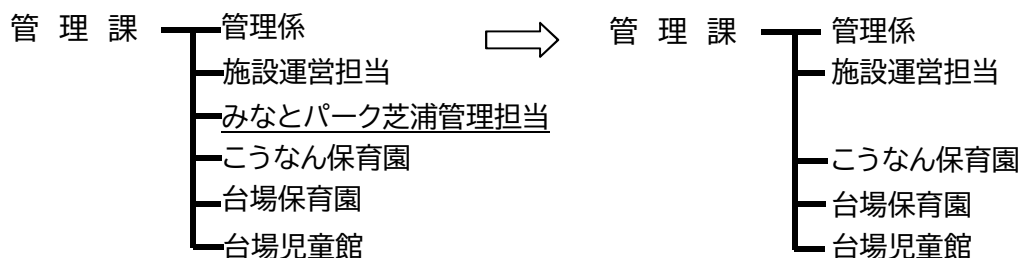 管理課 管理係 管理課 管理係
施設運営担当 施設運営担当
みなとパーク芝浦管理担当
こうなん保育園 こうなん保育園
台場保育園 台場保育園
台場児童館 台場児童館